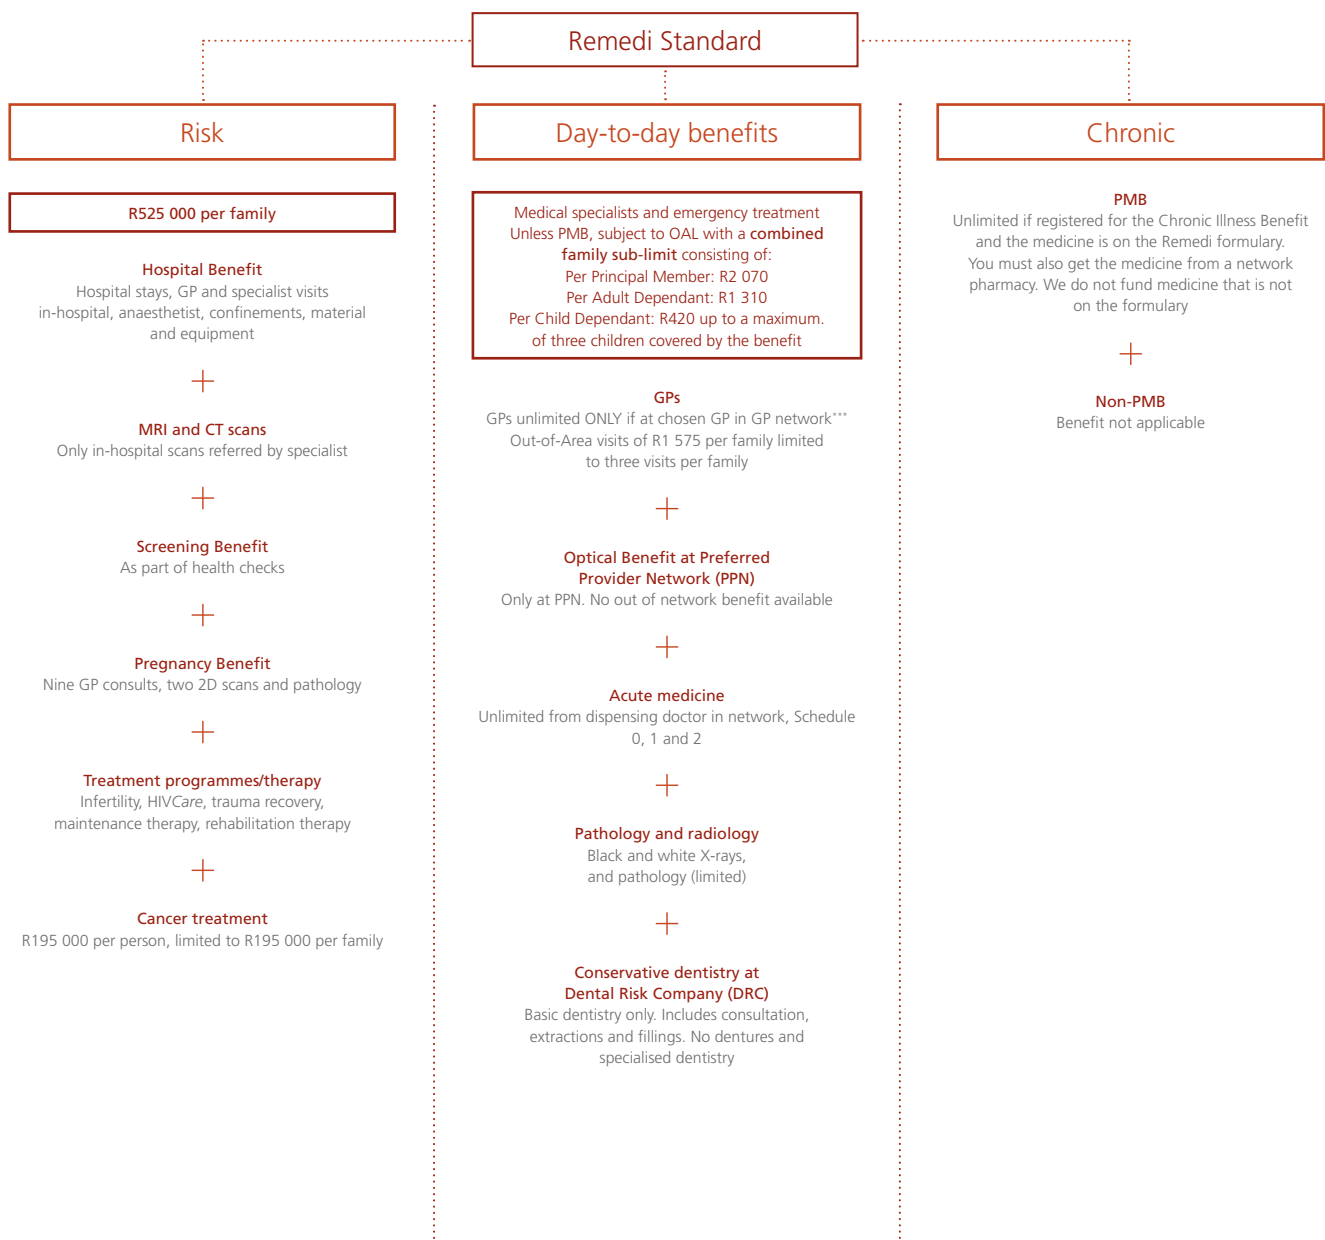 Remedi Standard
Risk
R525 000 per family
Hospital Benefit
Hospital stays, GP and specialist visits
in-hospital, anaesthetist, confinements, material
and equipment
+
MRI and CT scans
Only in-hospital scans referred by specialist
+
Screening Benefit
As part of health checks
+
Pregnancy Benefit
Nine GP consults, two 2D scans and pathology
+
Treatment programmes/therapy
Infertility, HIVCare, trauma recovery,
maintenance therapy, rehabilitation therapy
+
Cancer treatment
R195 000 per person, limited to R195 000 per family
Day-to-day benefits
Medical specialists and emergency treatment
Unless PMB, subject to OAL with a combined
family sub-limit consisting of:
Per Principal Member: R2 070
Per Adult Dependant: R1 310
Per Child Dependant: R420 up to a maximum.
of three children covered by the benefit
GPs
GPs unlimited ONLY if at chosen GP in GP network***
Out-of-Area visits of R1 575 per family limited
to three visits per family
+
Optical Benefit at Preferred
Provider Network (PPN)
Only at PPN. No out of network benefit available
+
Acute medicine
Unlimited from dispensing doctor in network, Schedule
0, 1 and 2
+
Pathology and radiology
Black and white X-rays,
and pathology (limited)
+
Conservative dentistry at
Dental Risk Company (DRC)
Basic dentistry only. Includes consultation,
extractions and fillings. No dentures and
specialised dentistry
Chronic
PMB
Unlimited if registered for the Chronic Illness Benefit
and the medicine is on the Remedi formulary.
You must also get the medicine from a network
pharmacy. We do not fund medicine that is not
on the formulary
+
Non-PMB
Benefit not applicable